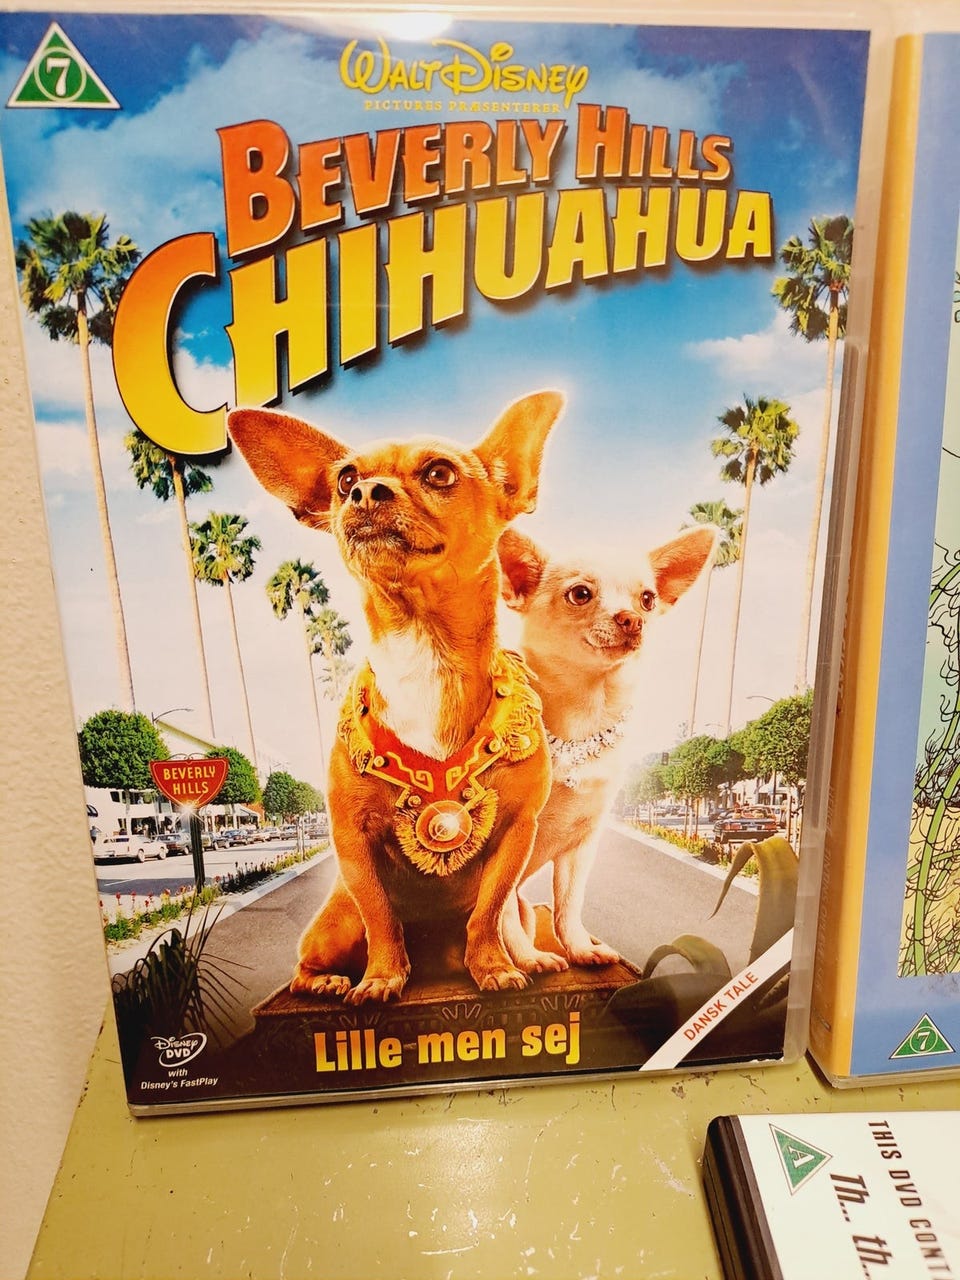 7
WALT DISNEY
PICTURES PRÆSENTERER
BEVERLY HILLS
CHIHUAHUA
BEVERLY
HILLS
DISNEY
DVD
with
Disney's FastPlay
Lille men sej
DANSK TALE
7
A
THIS DVD CONT
Th... th...